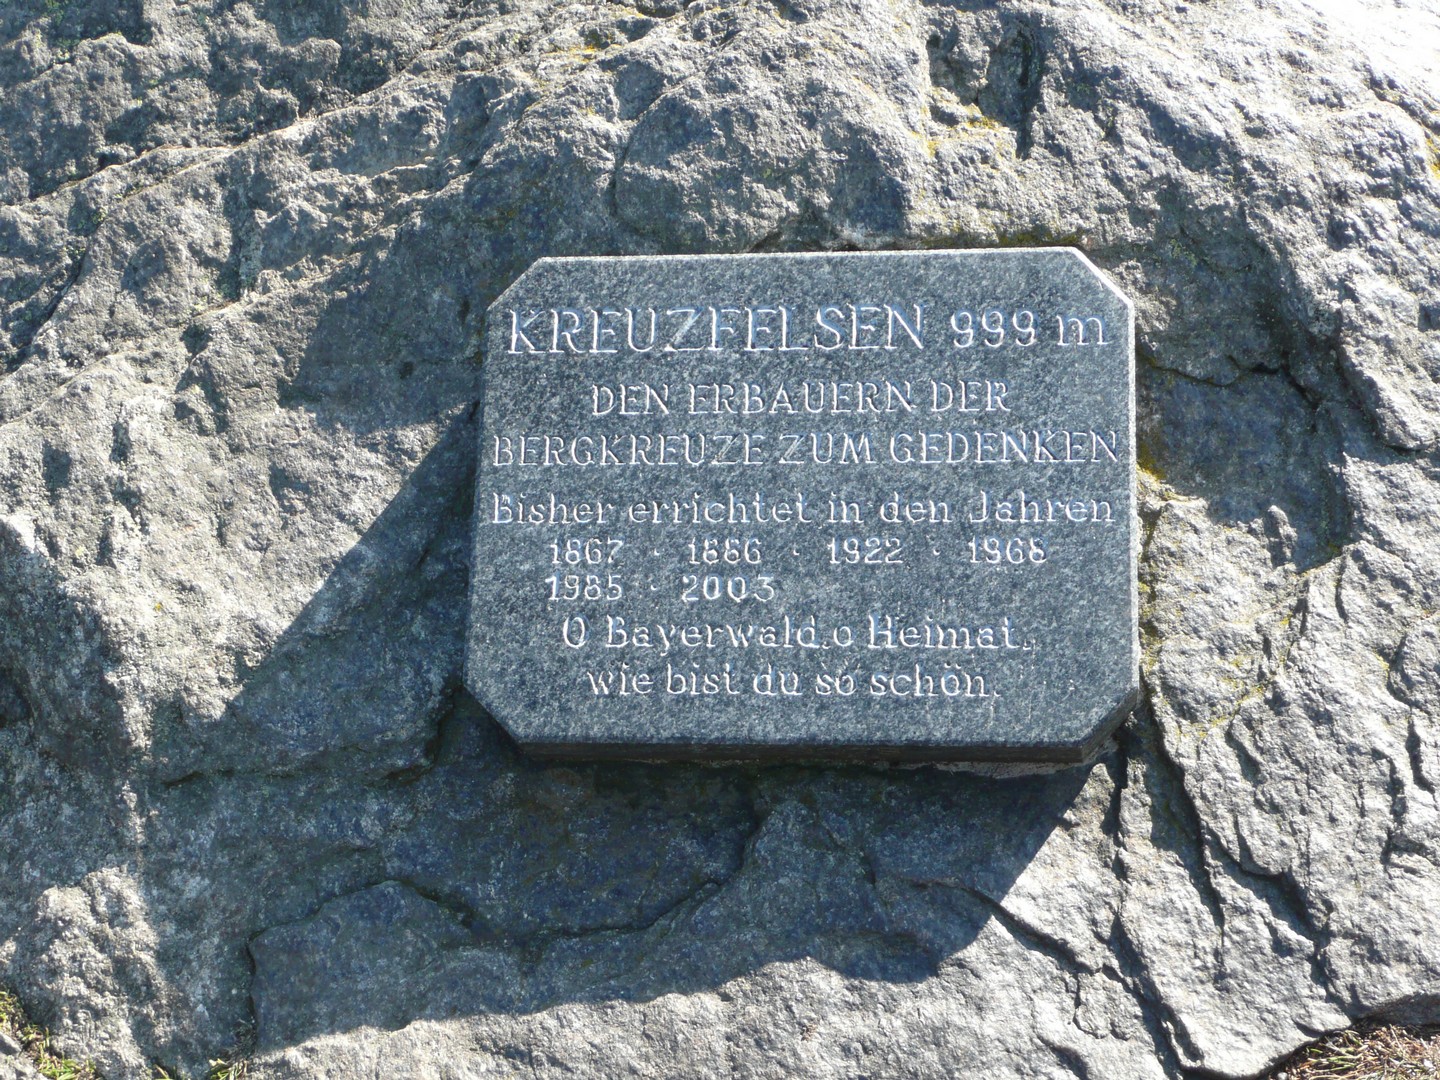 KREUZFELSEN 999 m
DEN ERBAUERN DER
BERGKREUZE ZUM GEDENKEN
Bisher errichtet in den Jahren
1867 · 1886 · 1922 · 1968
1985 · 2003
O Bayerwald, o Heimat,
wie bist du so schön.